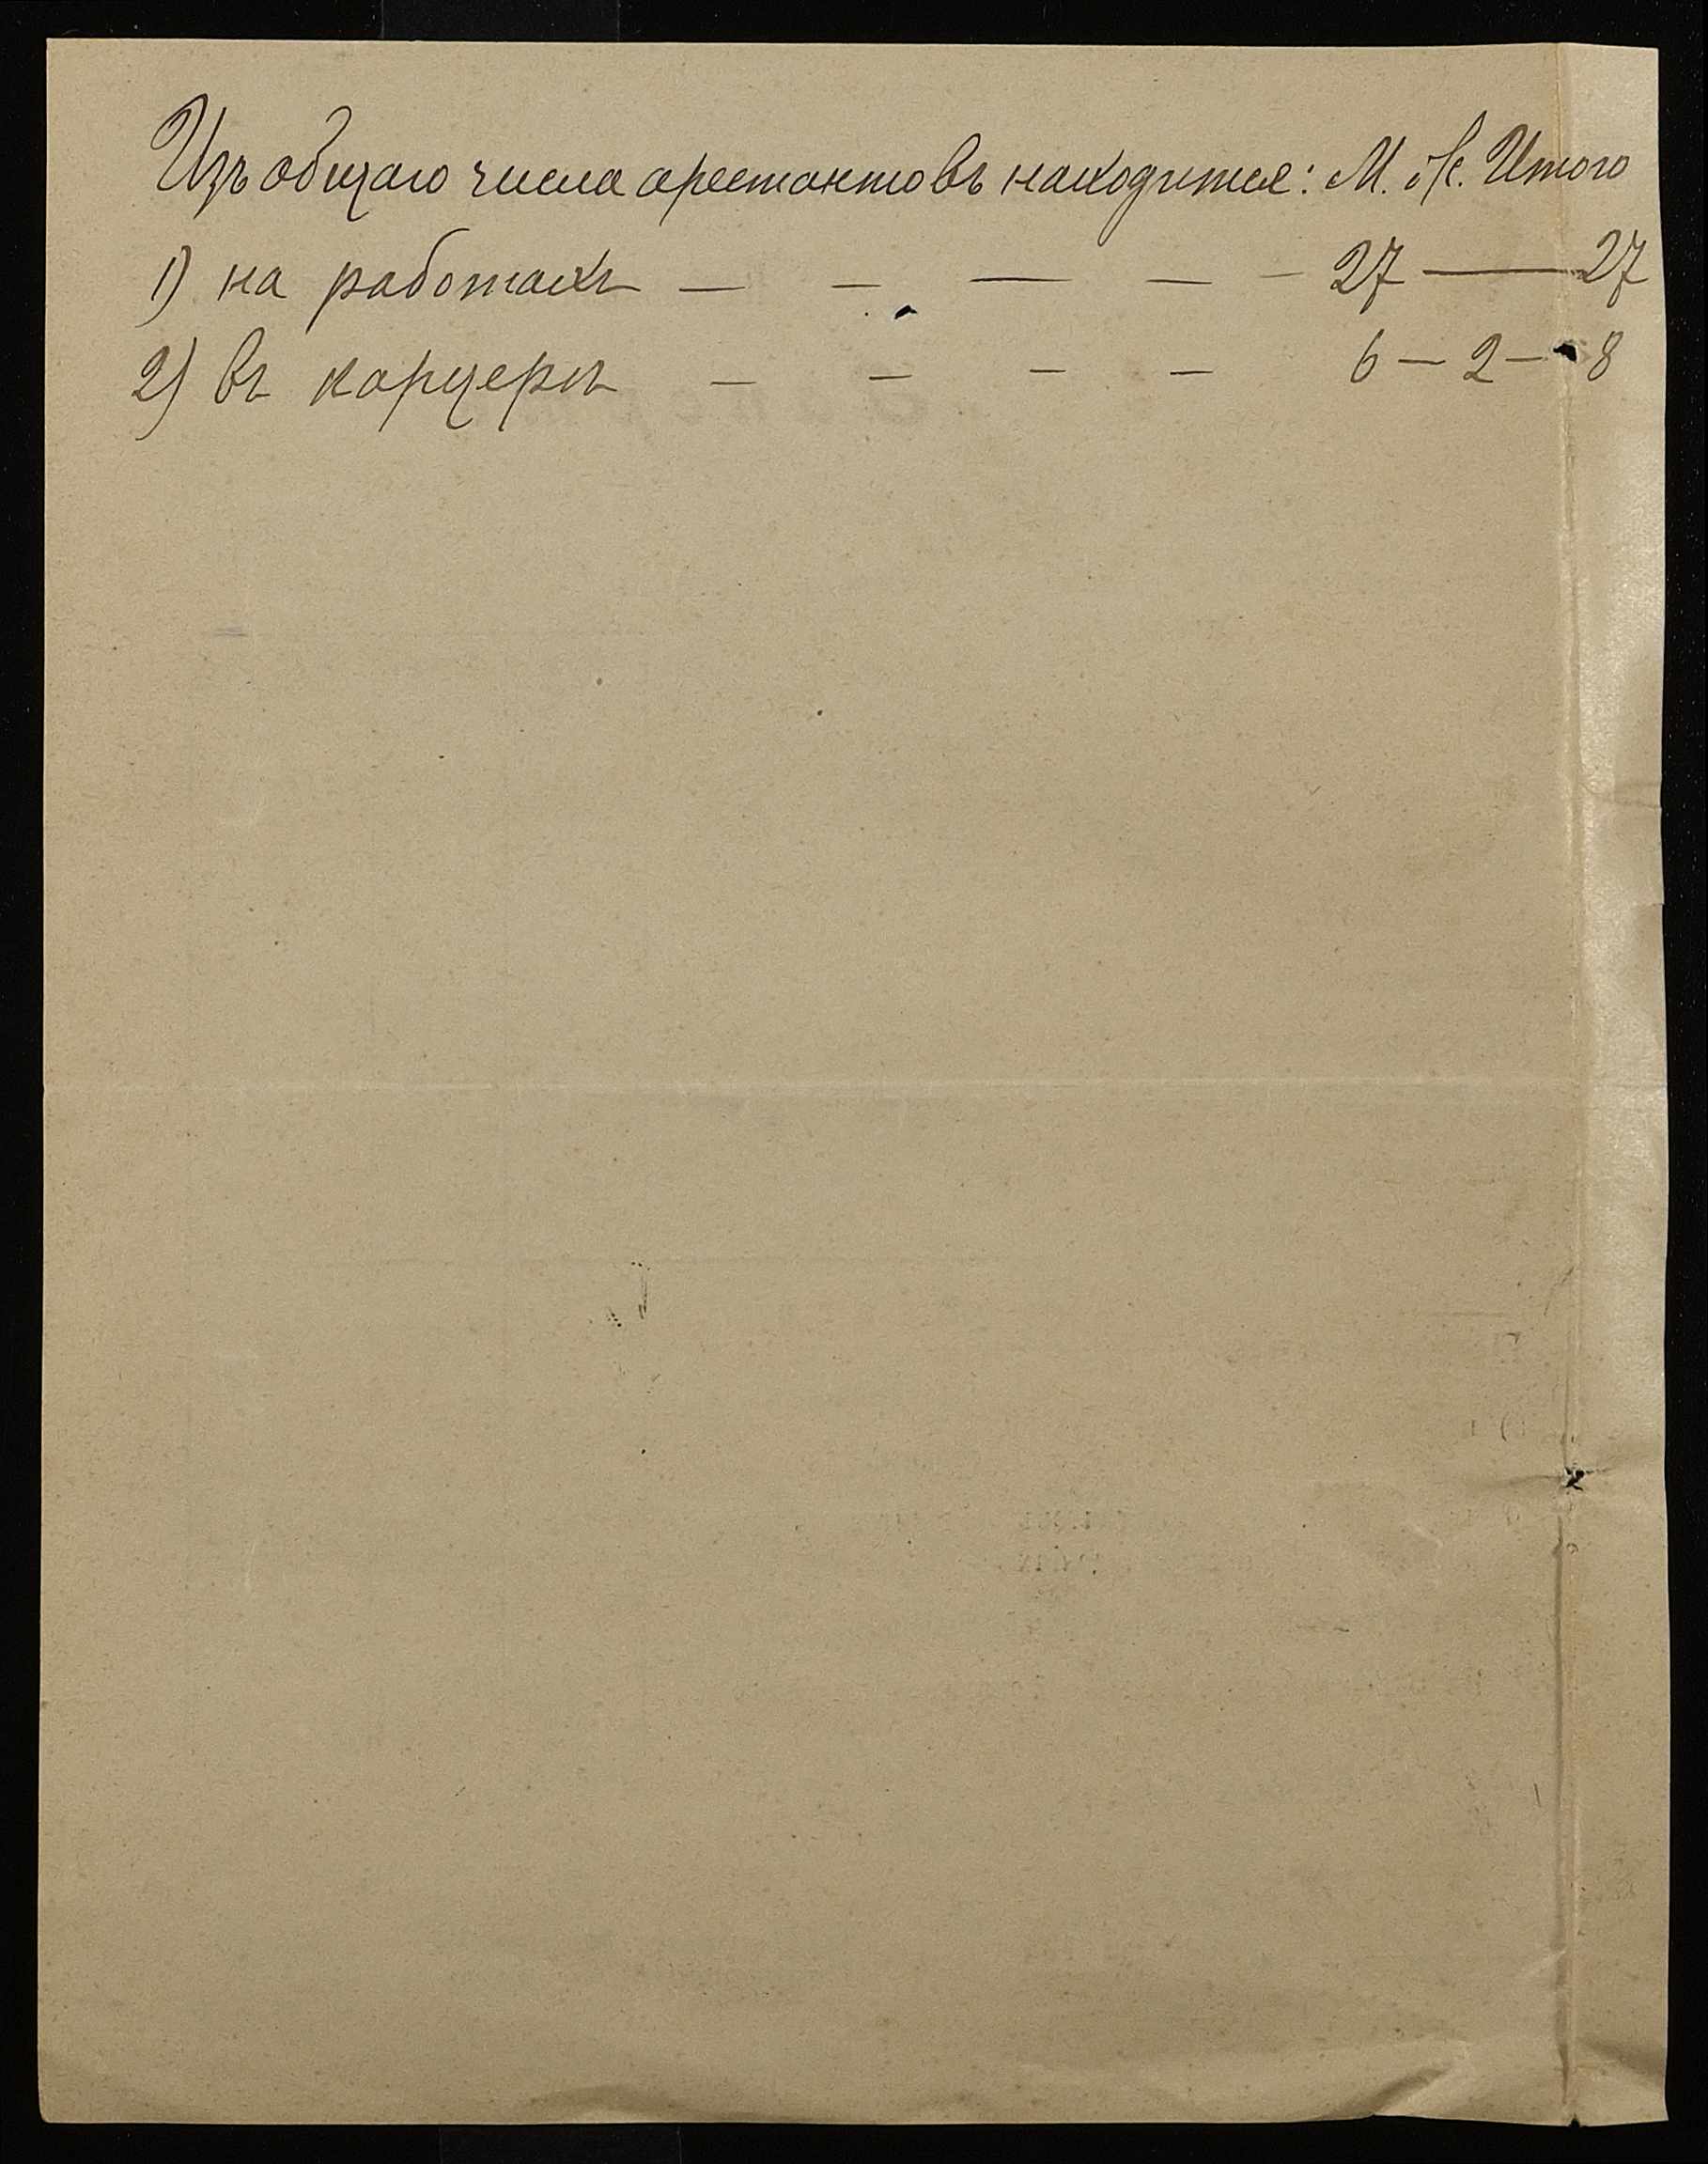 Изъ общаго числа арестантовъ находится: М. Ж. Итого
1) на работахъ — — — — — 27 — 27
2) въ карцерѣ — — — — 6 — 2 — 8